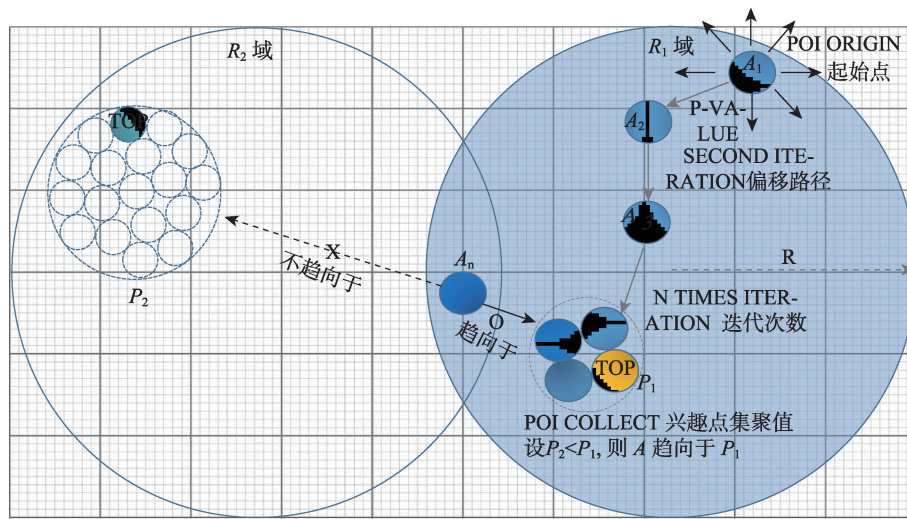 R₂ 域
R₁ 域
A₁
POI ORIGIN
起始点
TOP
A₂
P-VA-
LUE
SECOND ITE-
RATION偏移路径
A3
X
不趋向于
R
P₂
Aₙ
N TIMES ITER-
ATION 迭代次数
O
趋向于
TOP
P₁
POI COLLECT 兴趣点集聚值
设P₂<P₁, 则 A 趋向于 P₁